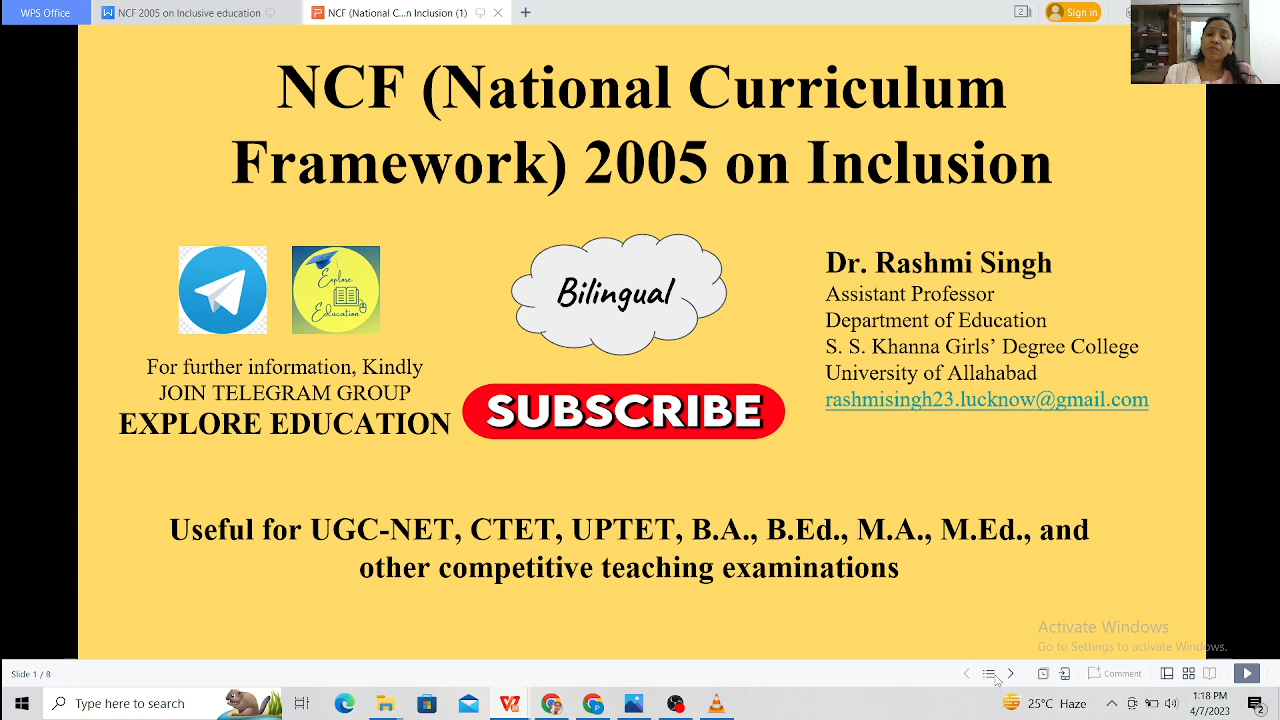 WPS Office
NCF 2005 on Inclusive education
NCF (National C...n Inclusion (1)
2
Sign in
NCF (National Curriculum
Framework) 2005 on Inclusion
Explore
Education
For further information, Kindly
JOIN TELEGRAM GROUP
EXPLORE EDUCATION
Bilingual
SUBSCRIBE
Dr. Rashmi Singh
Assistant Professor
Department of Education
S. S. Khanna Girls’ Degree College
University of Allahabad
rashmisingh23.lucknow@gmail.com
Useful for UGC-NET, CTET, UPTET, B.A., B.Ed., M.A., M.Ed., and
other competitive teaching examinations
Activate Windows
Go to Settings to activate Windows.
Slide 1 / 8
Comment
Type here to search
25°C Haze
1:18 PM
4/7/2023
2